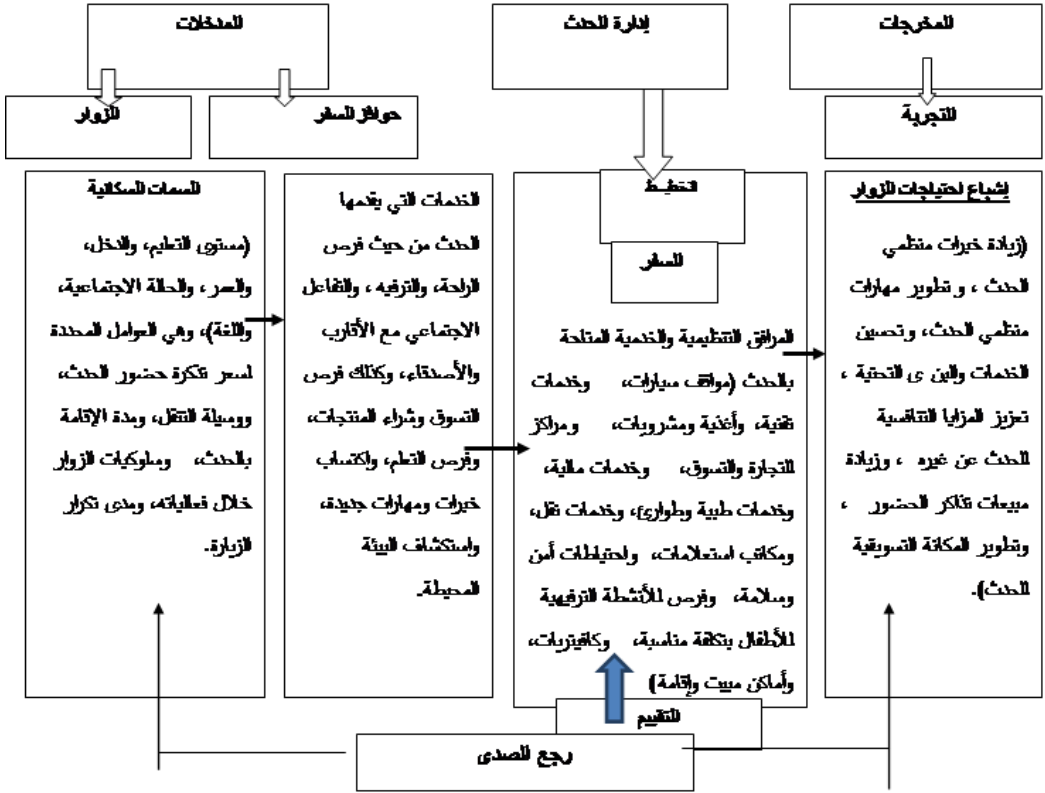 المدخلات
إدارة الحدث
المخرجات
الزوار
حوافز السفر
التجربة
السمات السكانية
(مستوى التعليم، والدخل،
والعمر، والحالة الاجتماعية،
واللغة)، وهي العوامل المحددة
لسعر تذكرة حضور الحدث،
ووسيلة التنقل، ومدة الإقامة
بالحدث، وسلوكيات الزوار
خلال فعالياته، ومدى تكرار
الزيارة.
الخدمات التي يقدمها
الحدث من حيث فرص
الراحة، والترفيه، والتفاعل
الاجتماعي مع الأقارب
والأصدقاء، وكذلك فرص
التسوق وشراء المنتجات،
وفرص التعلم، واكتساب
خبرات ومهارات جديدة،
واستكشاف البيئة
المحيطة.
التخطيط
السفر
المرافق التنظيمية والخدمية المتاحة
بالحدث (مواقف سيارات، وخدمات
تقنية، وأغذية ومشروبات، ومراكز
للتجارة والتسوق، وخدمات مالية،
وخدمات طبية وطوارئ، وخدمات نقل،
ومكاتب استعلامات، واحتياطات أمن
وسلامة، وفرص للأنشطة الترفيهية
للأطفال بتكلفة مناسبة، وكافيتريات،
وأماكن مبيت وإقامة)
إشباع احتياجات الزوار
(زيادة خبرات منظمي
الحدث ، وتطوير مهارات
منظمي الحدث، وتحسين
الخدمات والبن ى التحتية ،
تعزيز المزايا التنافسية
للحدث عن غيره ، وزيادة
مبيعات تذاكر الحضور ،
وتطوير المكانة التسويقية
للحدث).
التقييم
رجع الصدى